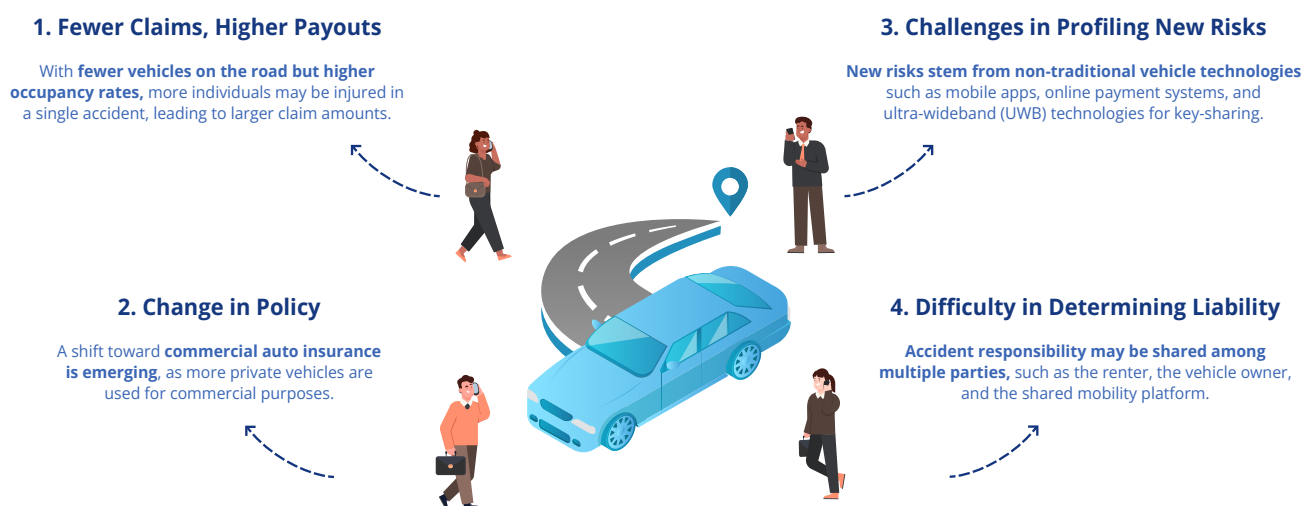 1. Fewer Claims, Higher Payouts
With fewer vehicles on the road but higher
occupancy rates, more individuals may be injured in
a single accident, leading to larger claim amounts.
2. Change in Policy
A shift toward commercial auto insurance
is emerging, as more private vehicles are
used for commercial purposes.
3. Challenges in Profiling New Risks
New risks stem from non-traditional vehicle technologies
such as mobile apps, online payment systems, and
ultra-wideband (UWB) technologies for key-sharing.
4. Difficulty in Determining Liability
Accident responsibility may be shared among
multiple parties, such as the renter, the vehicle owner,
and the shared mobility platform.